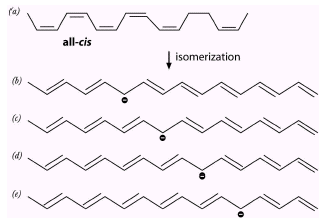 (a)
all-cis
isomerization
(b)
(c)
(d)
(e)